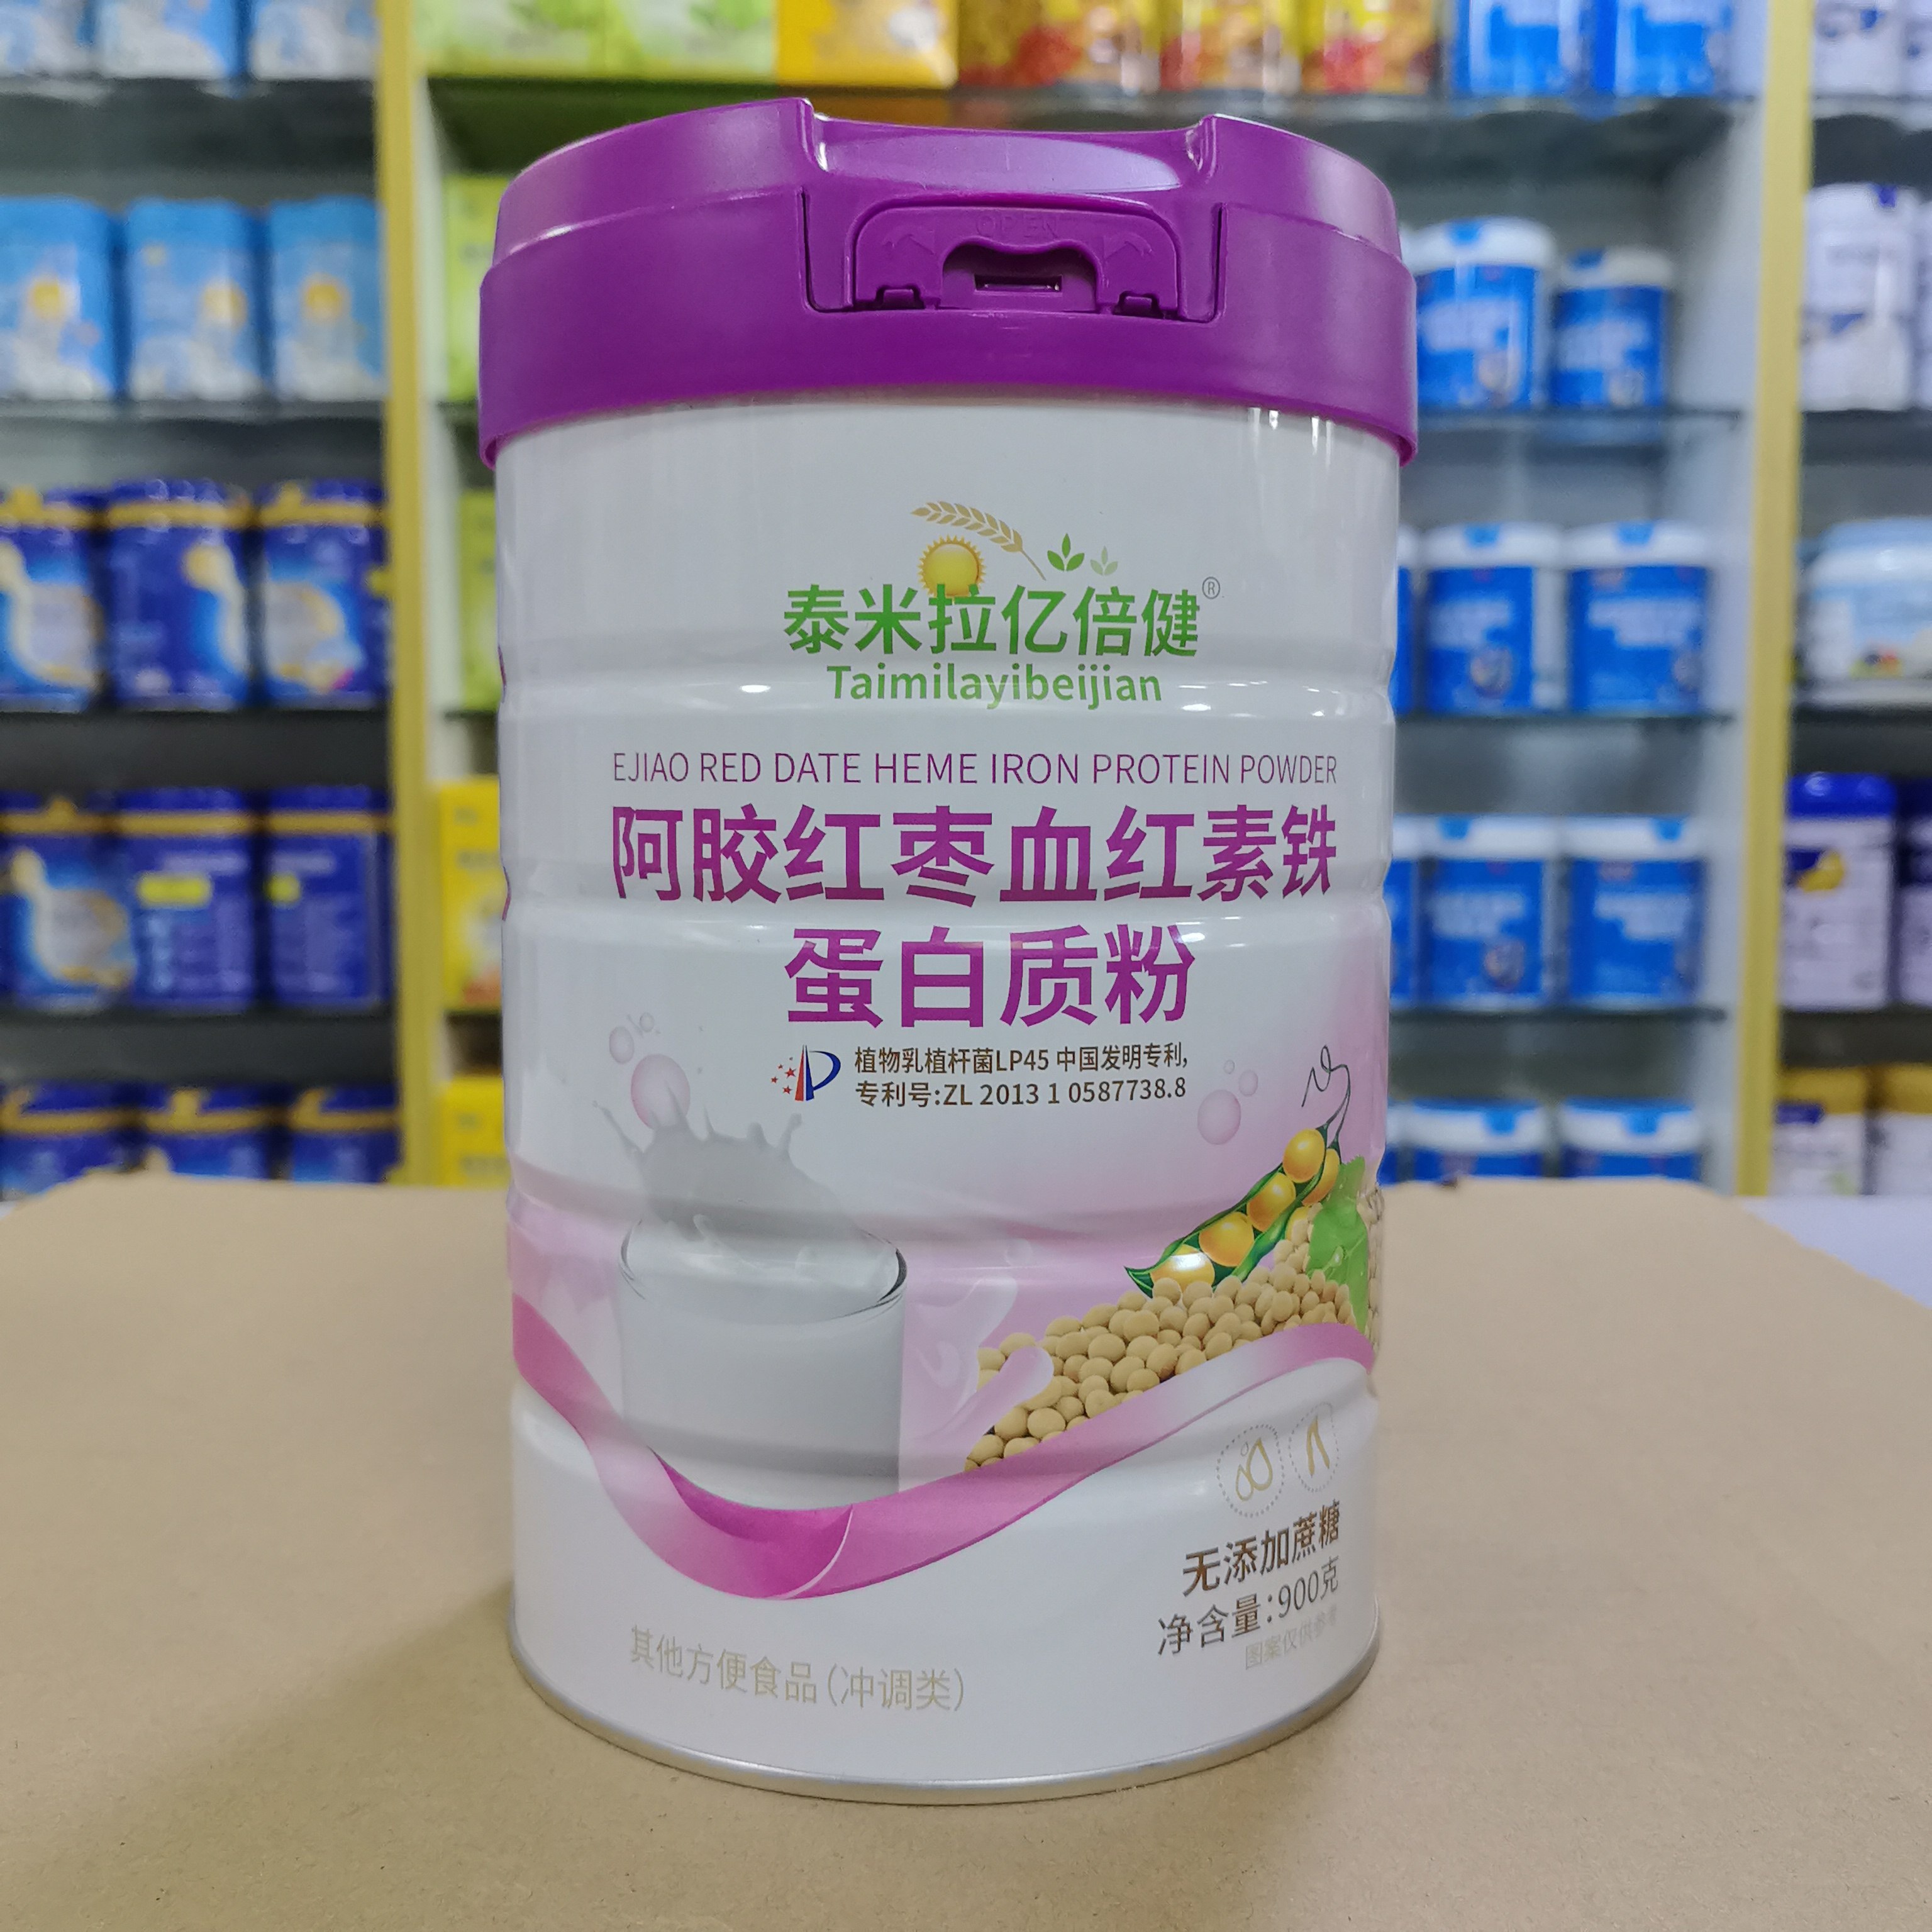 OPEN
泰米拉亿倍健®
Taimilayibeijian
EJIAO RED DATE HEME IRON PROTEIN POWDER
阿胶红枣血红素铁
蛋白质粉
植物乳植杆菌LP45 中国发明专利,
专利号:ZL 2013 1 0587738.8
无添加蔗糖
净含量:900克
图案仅供参考
其他方便食品(冲调类)